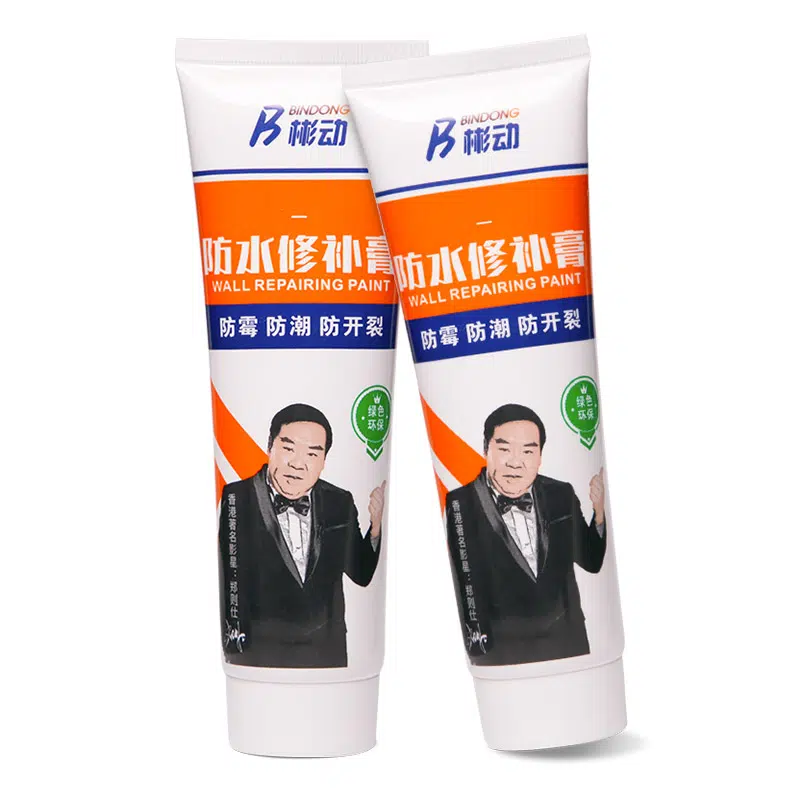 BINDONG
B 彬动
防水修补膏
WALL REPAIRING PAINT
防霉 防潮 防开裂
绿色
环保
香港著名影星：郑则仕
BINDONG
B 彬动
防水修补膏
WALL REPAIRING PAINT
防霉 防潮 防开裂
绿色
环保
香港著名影星：郑则仕